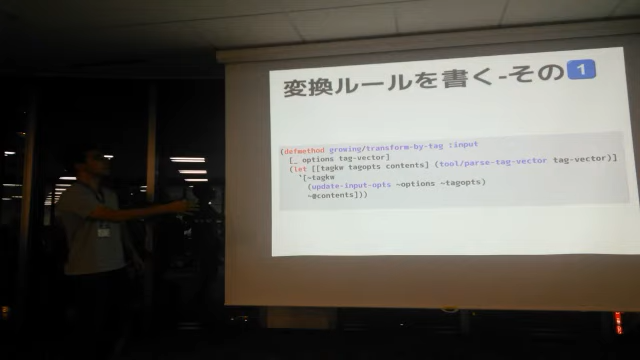 変換ルールを書く-その1
(defmethod growing/transform-by-tag :input
[_ options tag-vector]
(let [[tagkw tagopts contents] (tool/parse-tag-vector tag-vector)]
`[~tagkw
(update-input-opts ~options ~tagopts)
~@contents]))